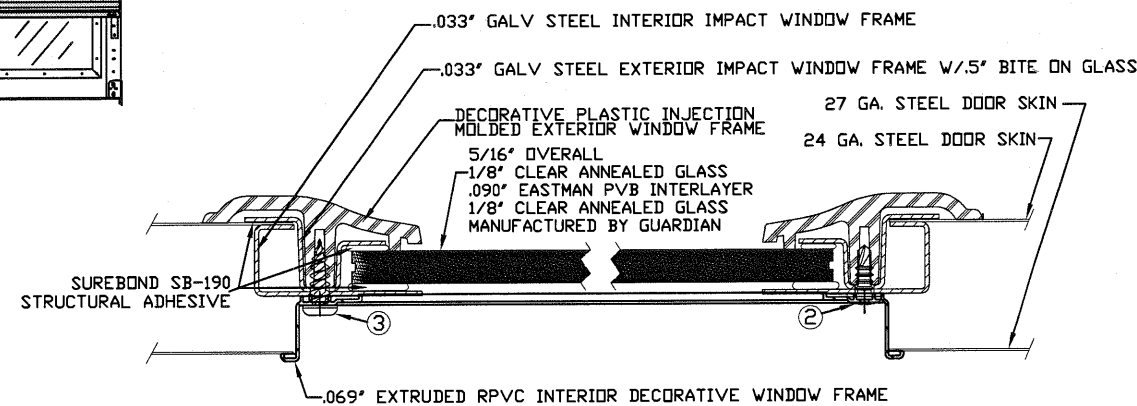 .033" GALV STEEL INTERIOR IMPACT WINDOW FRAME
.033" GALV STEEL EXTERIOR IMPACT WINDOW FRAME W/.5" BITE ON GLASS
27 GA. STEEL DOOR SKIN
DECORATIVE PLASTIC INJECTION
MOLDED EXTERIOR WINDOW FRAME
24 GA. STEEL DOOR SKIN
5/16" OVERALL
1/8" CLEAR ANNEALED GLASS
.090" EASTMAN PVB INTERLAYER
1/8" CLEAR ANNEALED GLASS
MANUFACTURED BY GUARDIAN
SUREBOND SB-190
STRUCTURAL ADHESIVE
3
2
.069" EXTRUDED RPVC INTERIOR DECORATIVE WINDOW FRAME